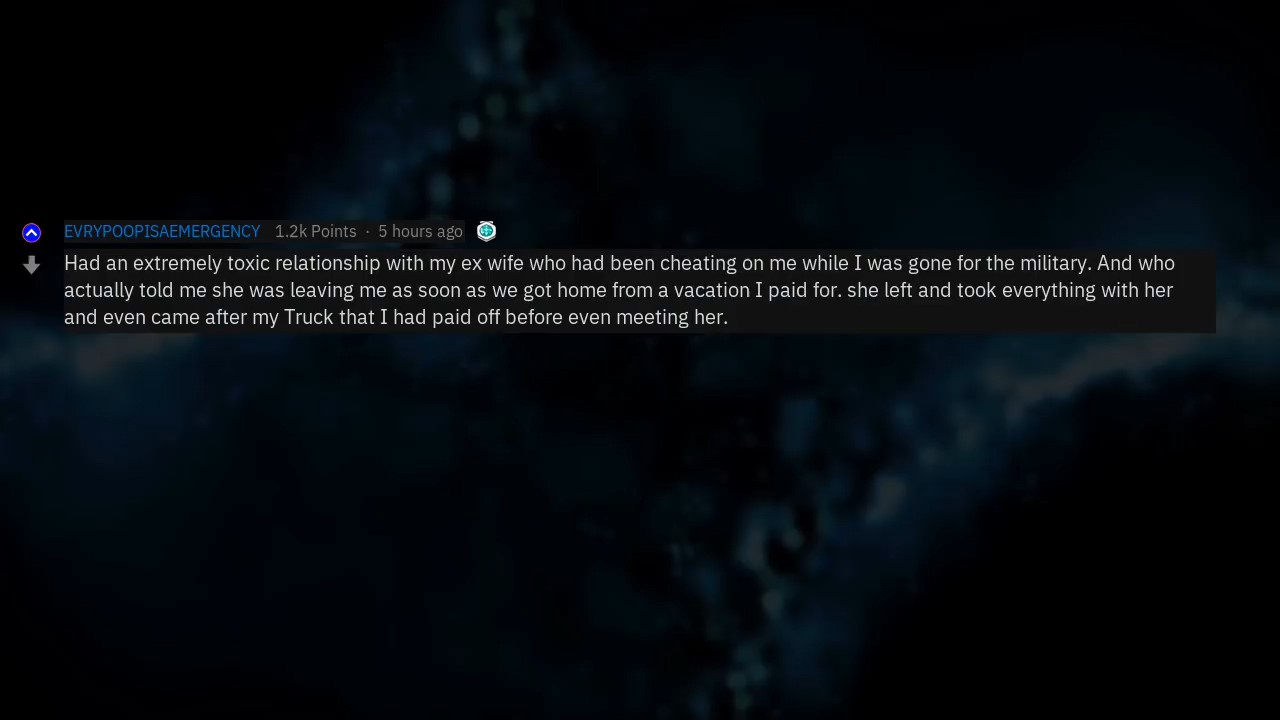 EVRYPOOPISAEMERGENCY 1.2k Points · 5 hours ago
Had an extremely toxic relationship with my ex wife who had been cheating on me while I was gone for the military. And who
actually told me she was leaving me as soon as we got home from a vacation I paid for. she left and took everything with her
and even came after my Truck that I had paid off before even meeting her.